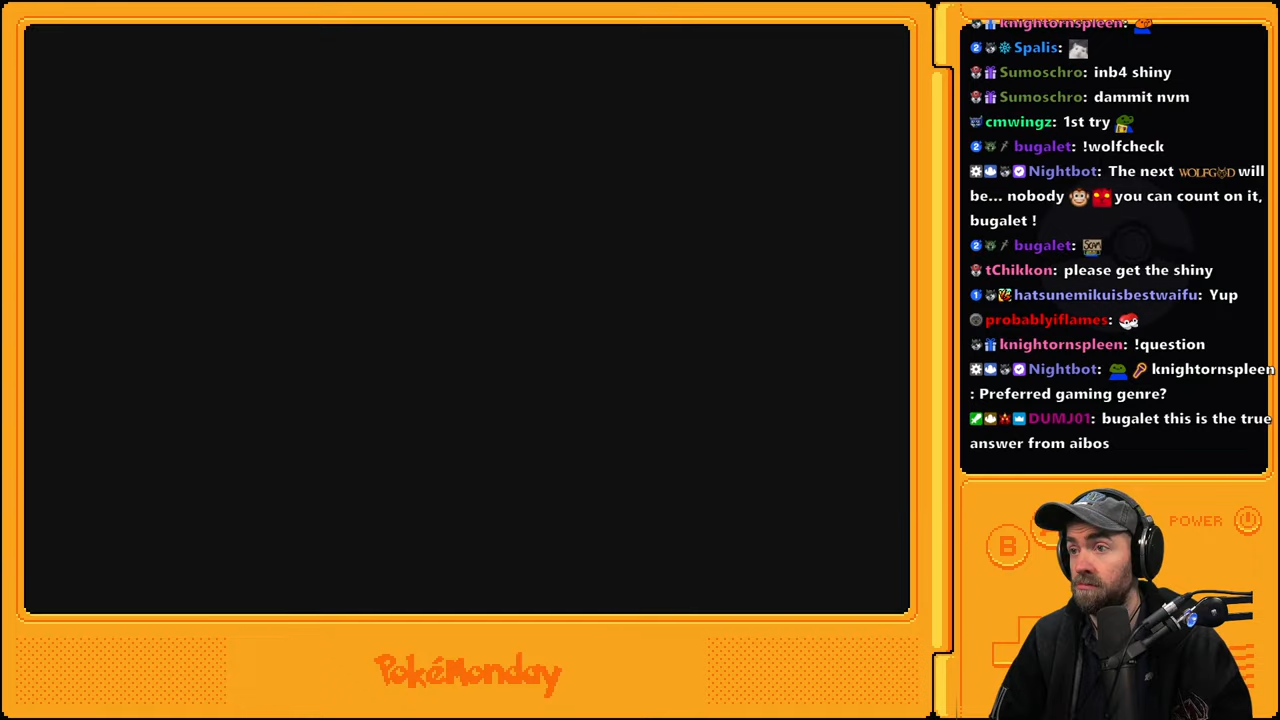 knightornspleen:
Spalis:
Sumoschro: inb4 shiny
Sumoschro: dammit nvm
cmwingz: 1st try
bugalet: !wolfcheck
Nightbot: The next WOLFGOD will
be... nobody you can count on it,
bugalet !
bugalet:
tChikkon: please get the shiny
hatsunemikuisbestwaifu: Yup
probablyiflames:
knightornspleen: !question
Nightbot: knightornspleen
: Preferred gaming genre?
DUMJ01: bugalet this is the true
answer from aibos
POWER
B
PokéMonday